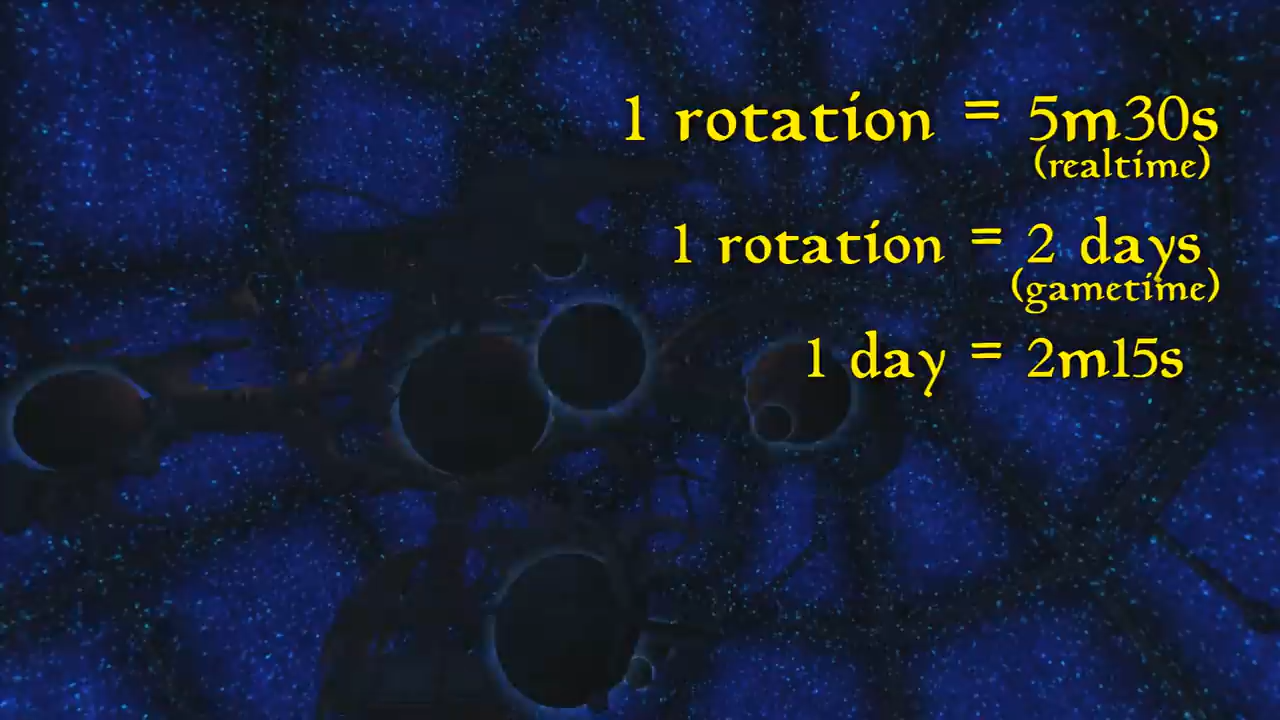 1 rotation = 5m30s
(realtime)
1 rotation = 2 days
(gametime)
1 day = 2m15s